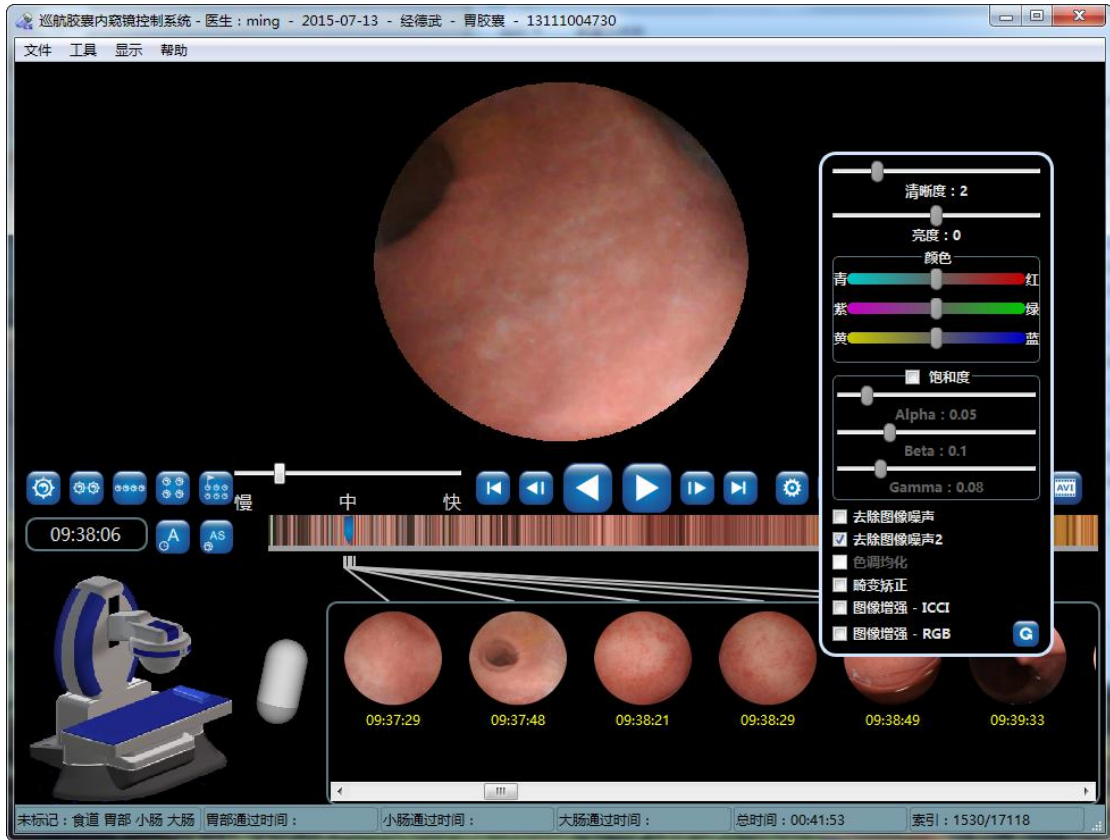 巡航胶囊内窥镜控制系统 - 医生：ming - 2015-07-13 - 经德武 - 胃胶囊 - 13111004730
文件 工具 显示 帮助
清晰度：2
亮度：0
颜色
青 红
紫 绿
黄 蓝
饱和度
Alpha：0.05
Beta：0.1
Gamma：0.08
去除图像噪声
去除图像噪声2
色调均化
畸变矫正
图像增强 - ICCI
图像增强 - RGB
慢 中 快
AVI
09:38:06 A AS
09:37:29 09:37:48 09:38:21 09:38:29 09:38:49 09:39:33
未标记：食道 胃部 小肠 大肠 胃部通过时间： 小肠通过时间： 大肠通过时间： 总时间：00:41:53 索引：1530/17118